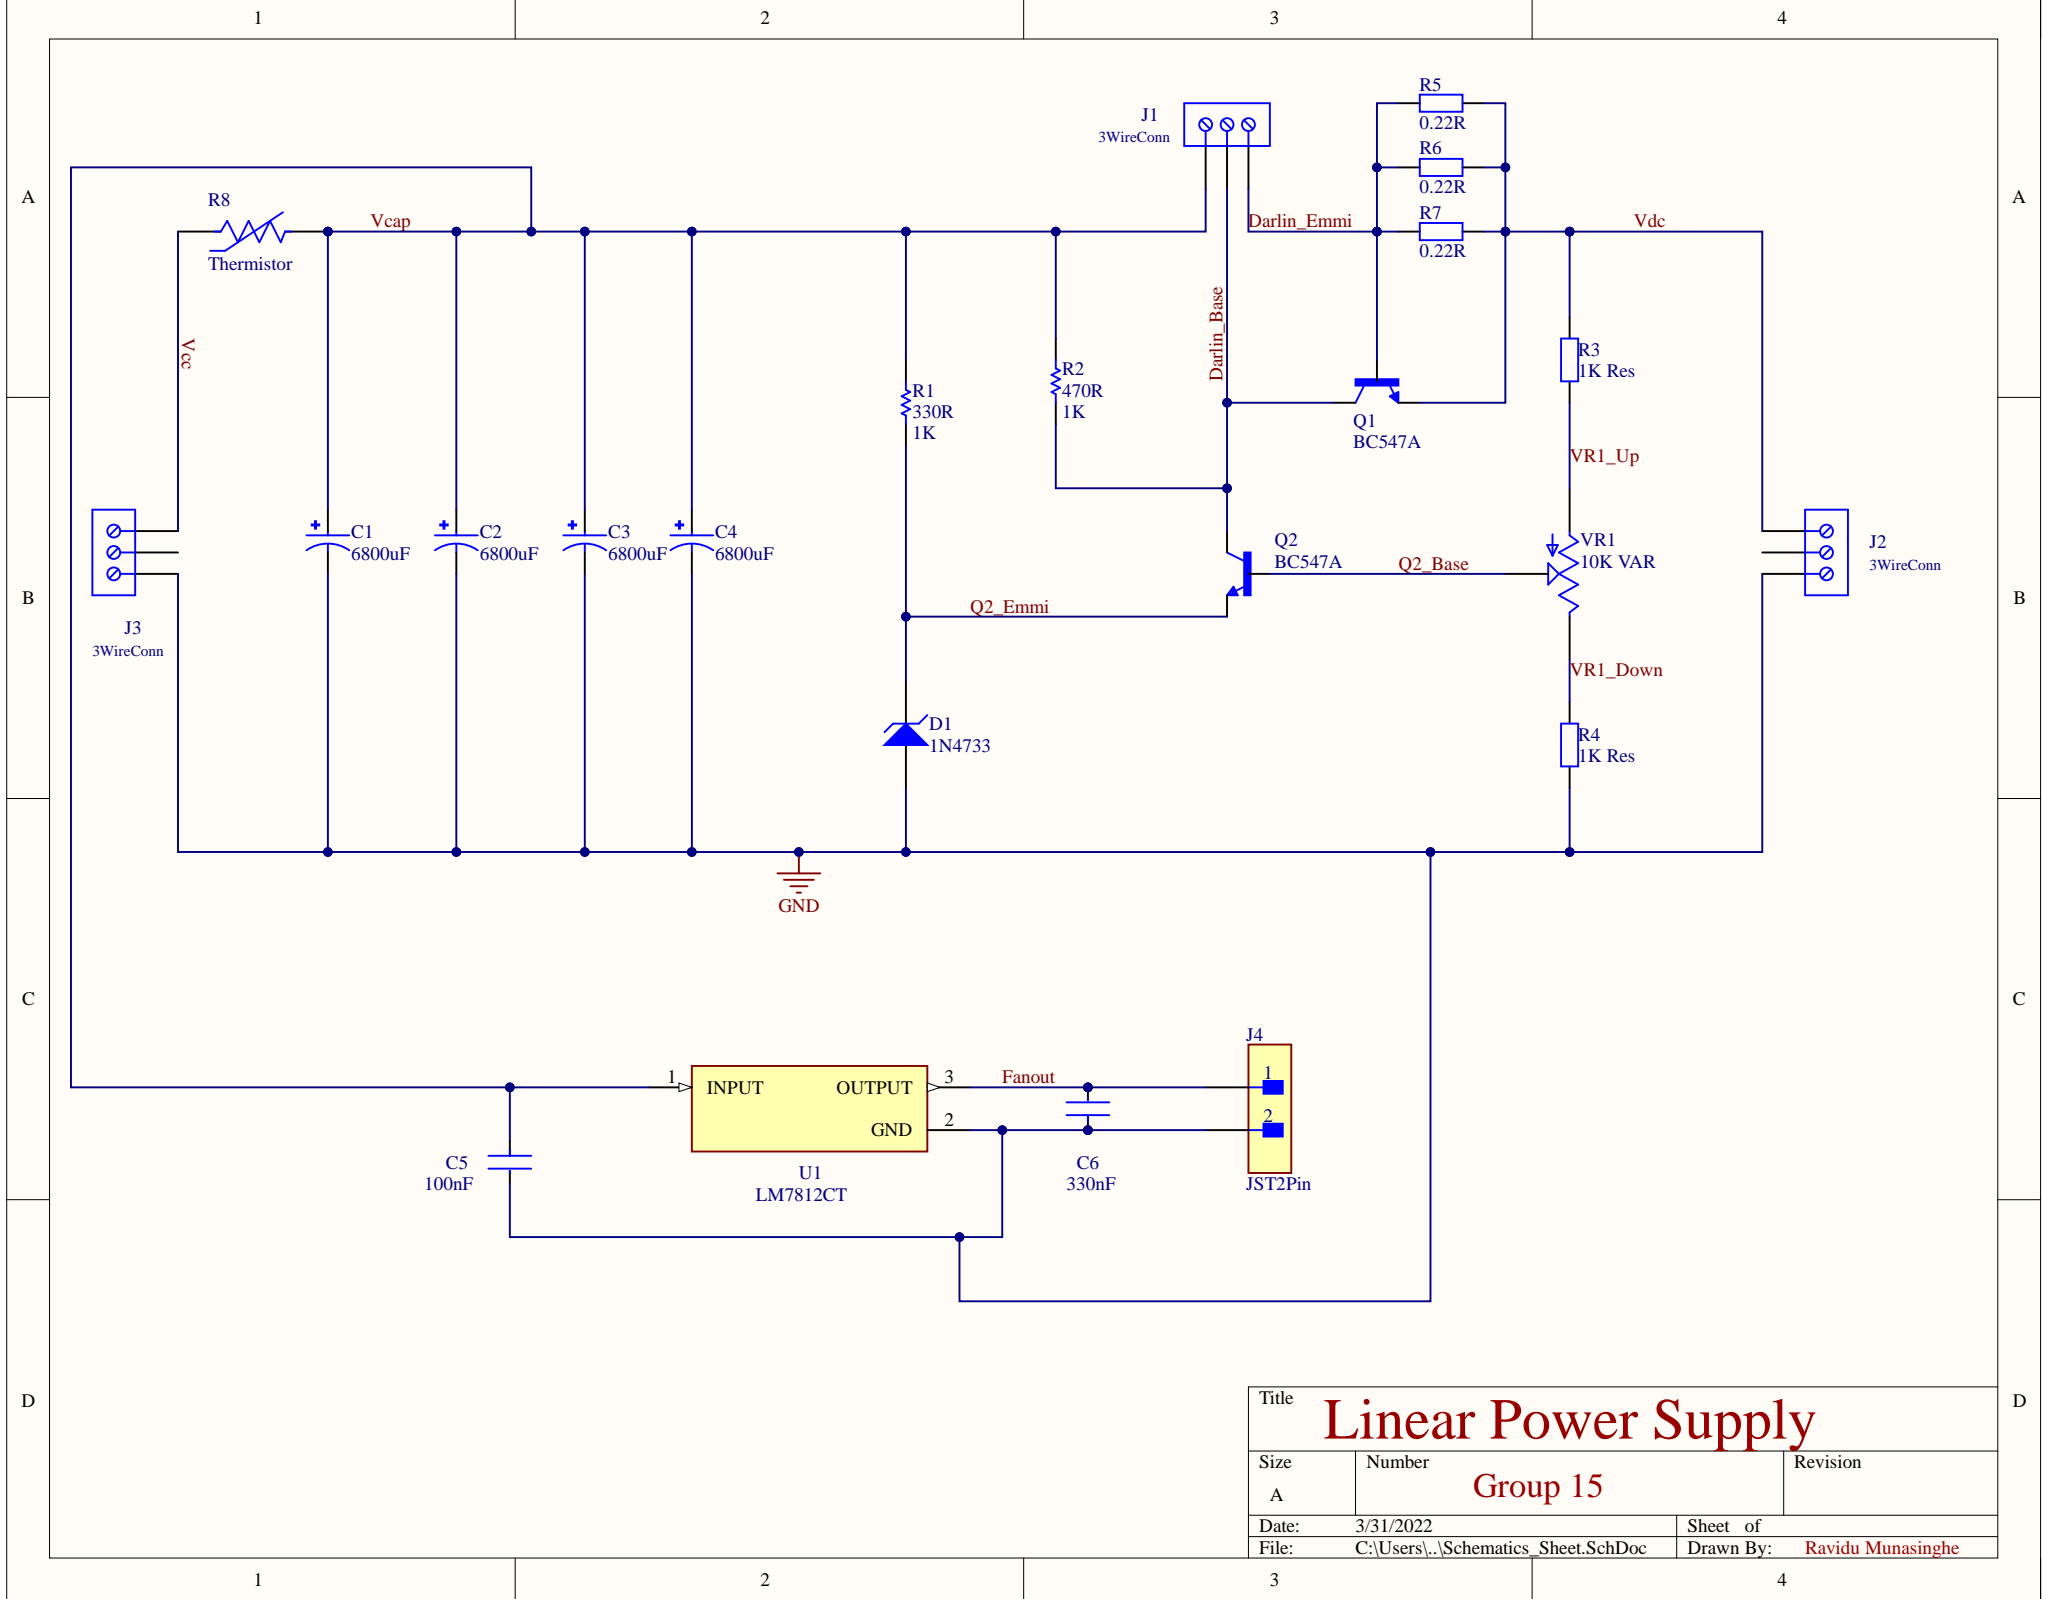 1 2 3 4
A A
B B
C C
D D
R5
0.22R
R6
0.22R
R7
0.22R
J1
3WireConn
R8
Thermistor
Vcap
Darlin_Emmi
Vdc
Vcc
Darlin_Base
R1
330R
1K
R2
470R
1K
Q1
BC547A
R3
1K Res
VR1_Up
C1
6800uF
C2
6800uF
C3
6800uF
C4
6800uF
Q2
BC547A
Q2_Base
VR1
10K VAR
J2
3WireConn
J3
3WireConn
Q2_Emmi
VR1_Down
D1
1N4733
R4
1K Res
GND
J4
1
2
JST2Pin
1 INPUT
OUTPUT 3
GND 2
Fanout
U1
LM7812CT
C5
100nF
C6
330nF
Title
Linear Power Supply
Size
A
Number
Group 15
Revision
Date: 3/31/2022
Sheet of
File: C:\Users\..\Schematics_Sheet.SchDoc
Drawn By: Ravidu Munasinghe
1 2 3 4